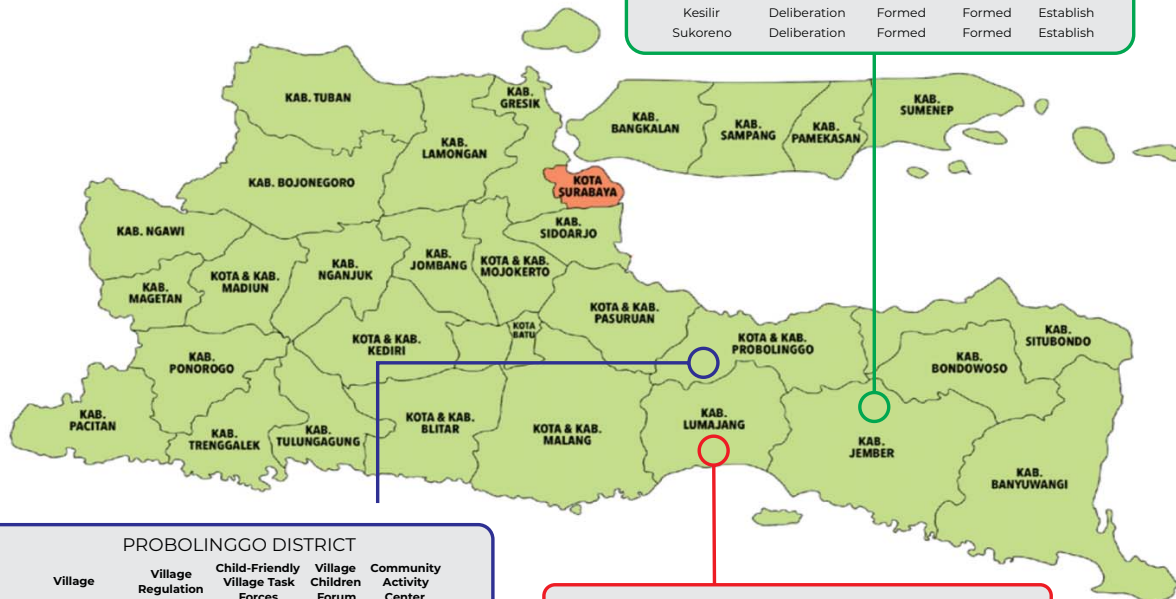 Kesilir Deliberation Formed Formed Establish
Sukoreno Deliberation Formed Formed Establish
KAB. TUBAN
KAB.
GRESIK
KAB.
LAMONGAN
KAB.
BANGKALAN
KAB.
SAMPANG
KAB.
PAMEKASAN
KAB.
SUMENEP
KAB. BOJONEGORO
KOTA
SURABAYA
KAB. NGAWI
KAB.
SIDOARJO
KAB.
MAGETAN
KOTA & KAB.
MADIUN
KAB.
NGANJUK
KAB.
JOMBANG
KOTA & KAB.
MOJOKERTO
KOTA & KAB.
PASURUAN
KAB.
PONOROGO
KOTA & KAB.
KEDIRI
KOTA
BATU
KOTA & KAB.
PROBOLINGGO
KAB.
BONDOWOSO
KAB.
SITUBONDO
KAB.
PACITAN
KAB.
TRENGGALEK
KAB.
TULUNGAGUNG
KOTA & KAB.
BLITAR
KOTA & KAB.
MALANG
KAB.
LUMAJANG
KAB.
JEMBER
KAB.
BANYUWANGI
PROBOLINGGO DISTRICT
Village
Village
Regulation
Child-Friendly
Village Task
Forces
Village
Children
Forum
Community
Activity
Center